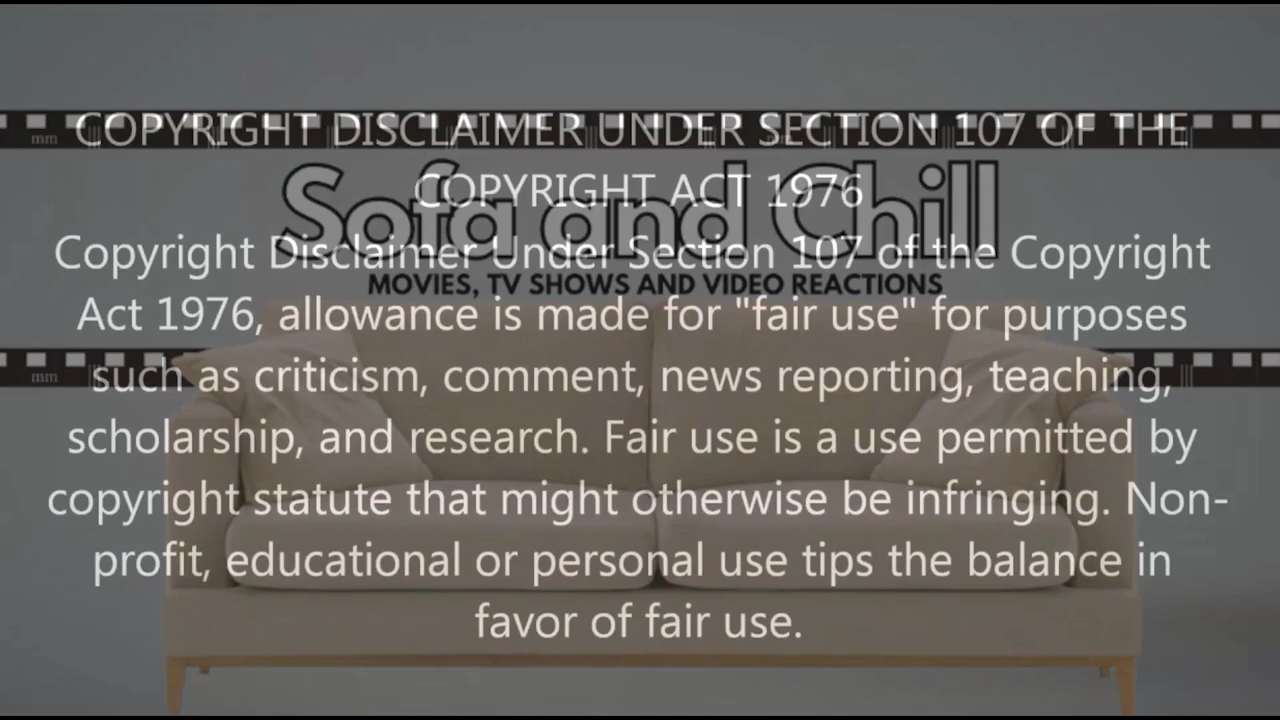 COPYRIGHT DISCLAIMER UNDER SECTION 107 OF THE
COPYRIGHT ACT 1976
Sofa and Chill
Copyright Disclaimer Under Section 107 of the Copyright
MOVIES, TV SHOWS AND VIDEO REACTIONS
Act 1976, allowance is made for "fair use" for purposes
such as criticism, comment, news reporting, teaching,
scholarship, and research. Fair use is a use permitted by
copyright statute that might otherwise be infringing. Non-
profit, educational or personal use tips the balance in
favor of fair use.
mm
mm